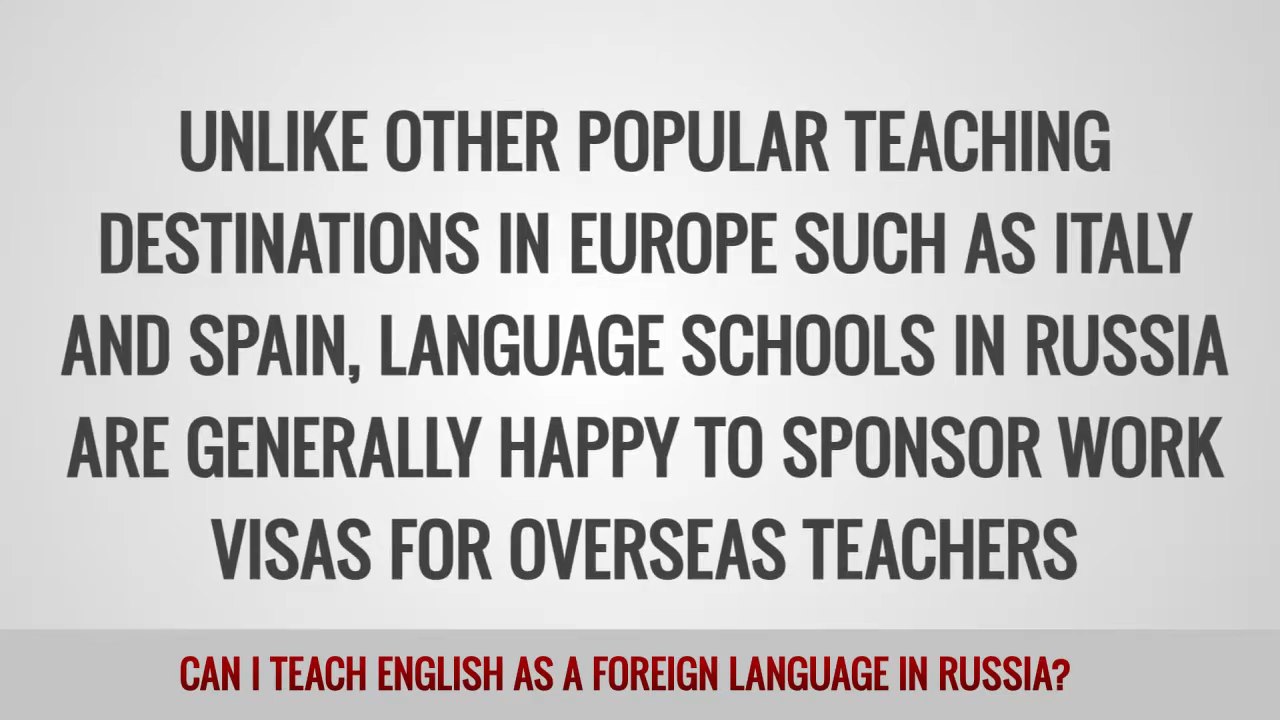 UNLIKE OTHER POPULAR TEACHING
DESTINATIONS IN EUROPE SUCH AS ITALY
AND SPAIN, LANGUAGE SCHOOLS IN RUSSIA
ARE GENERALLY HAPPY TO SPONSOR WORK
VISAS FOR OVERSEAS TEACHERS
CAN I TEACH ENGLISH AS A FOREIGN LANGUAGE IN RUSSIA?